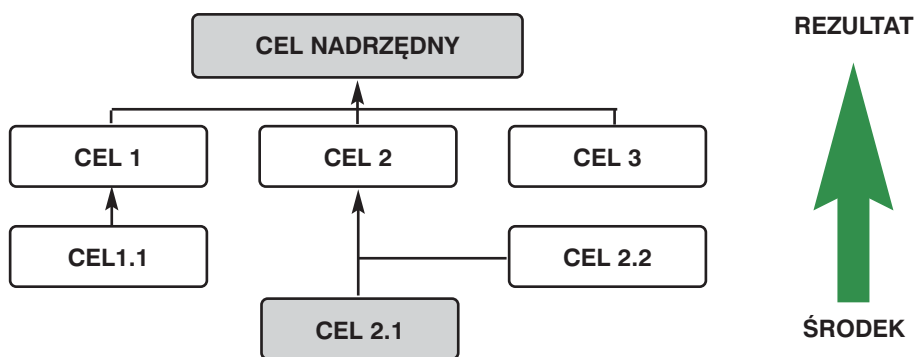 REZULTAT
CEL NADRZĘDNY
CEL 1
CEL 2
CEL 3
CEL1.1
CEL 2.2
CEL 2.1
ŚRODEK